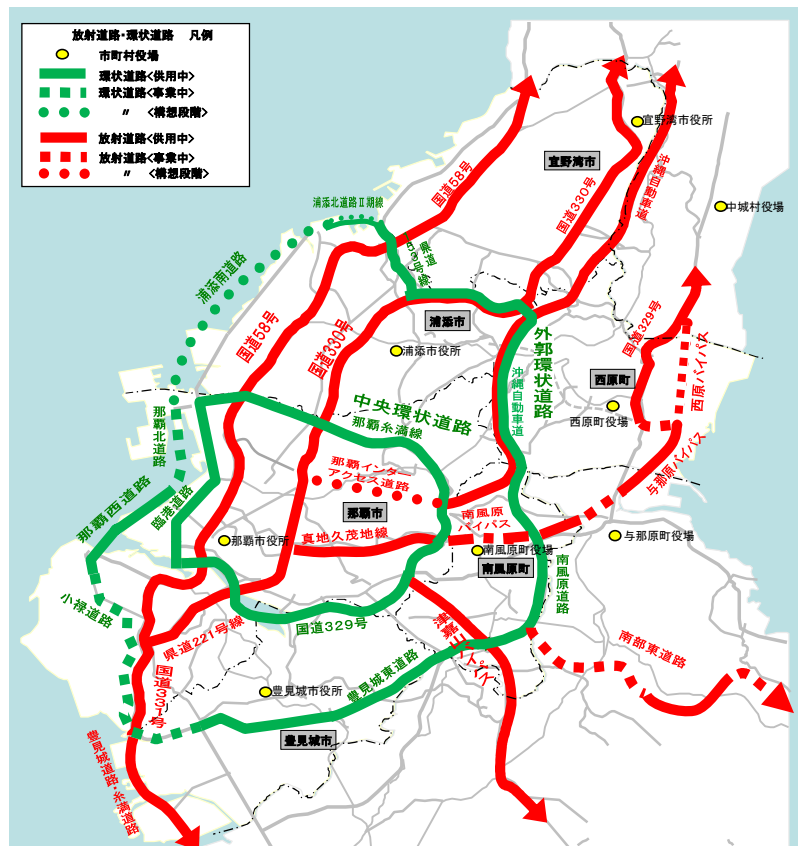 放射道路・環状道路 凡例
市町村役場
環状道路<供用中>
環状道路<事業中>
〃 <構想段階>
放射道路<供用中>
放射道路<事業中>
〃 <構想段階>
宜野湾市役所
宜野湾市
国道58号
国道330号
沖縄自動車道
中城村役場
浦添北道路Ⅱ期線
県道
53号線
浦添南道路
国道58号
国道330号
浦添市
浦添市役所
外郭環状道路
沖縄自動車道
国道329号
西原町
西原町役場
西原バイパス
与那原バイパス
中央環状道路
那覇糸満線
那覇北道路
那覇西道路
臨港道路
那覇インター
アクセス道路
那覇市
那覇市役所
真地久茂地線
南風原
バイパス
南風原町役場
南風原町
与那原町役場
南風原道路
小禄道路
県道221号線
国道329号
国道331号
津嘉山バイパス
南部東道路
豊見城市役所
豊見城東道路
豊見城市
豊見城道路・糸満道路